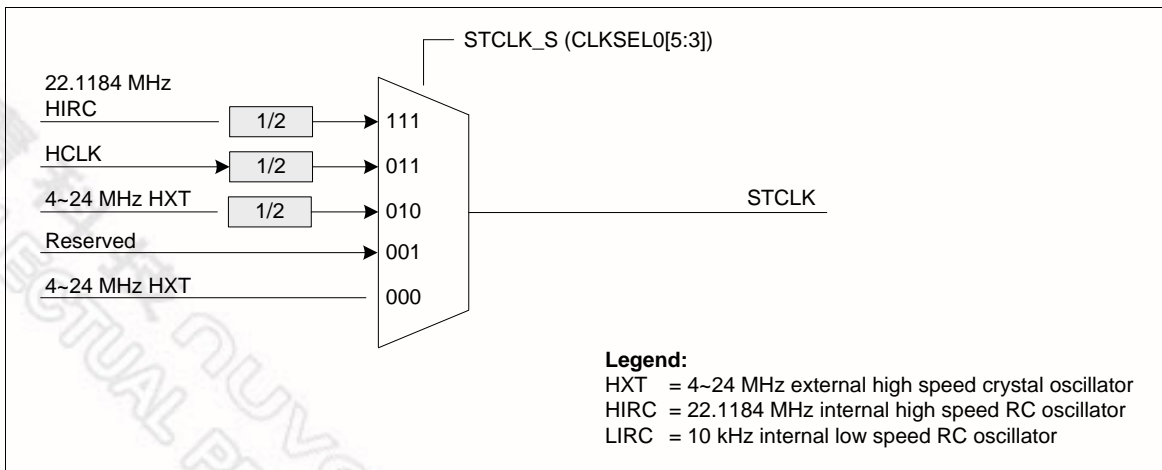 STCLK_S (CLKSEL0[5:3])
22.1184 MHz
HIRC
1/2
111
HCLK
1/2
011
4~24 MHz HXT
1/2
010
STCLK
Reserved
001
4~24 MHz HXT
000
Legend:
HXT = 4~24 MHz external high speed crystal oscillator
HIRC = 22.1184 MHz internal high speed RC oscillator
LIRC = 10 kHz internal low speed RC oscillator